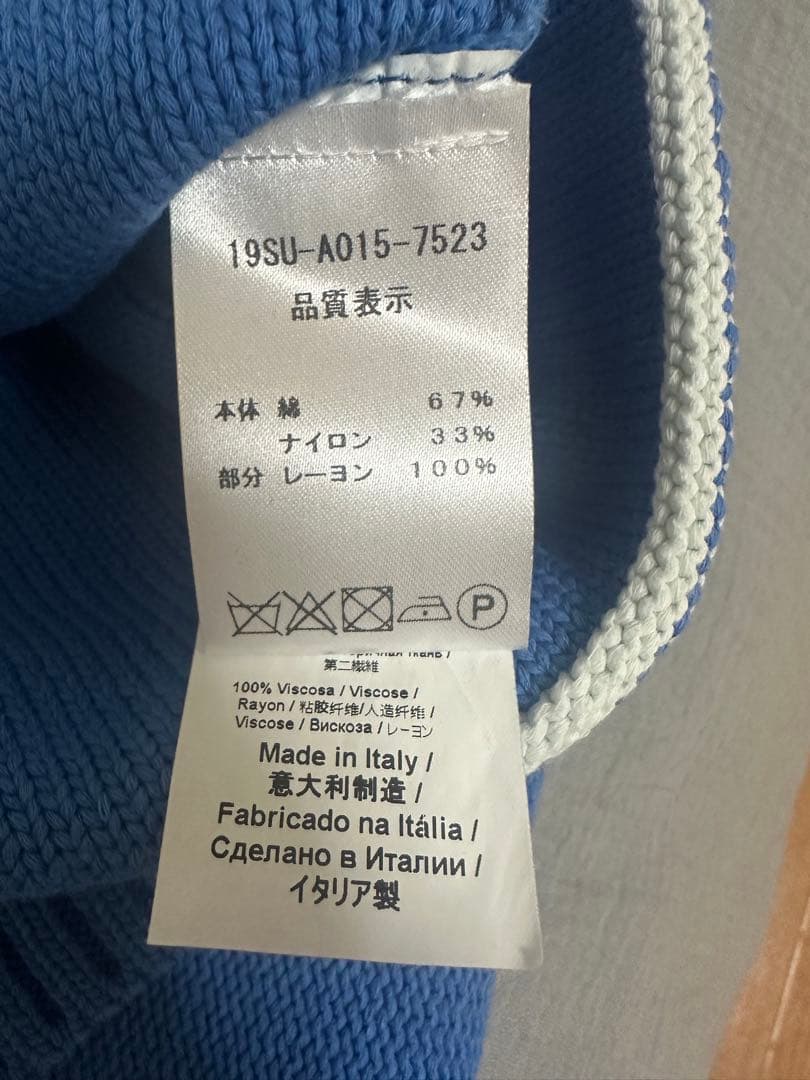 19SU-A015-7523
品質表示
本体 綿 67%
ナイロン 33%
部分 レーヨン 100%
P
第二繊維
100% Viscosa / Viscose /
Rayon / 粘胶纤维/人造纤维 /
Viscose / Вискоза / レーヨン
Made in Italy /
意大利制造 /
Fabricado na Itália /
Сделано в Италии /
イタリア製